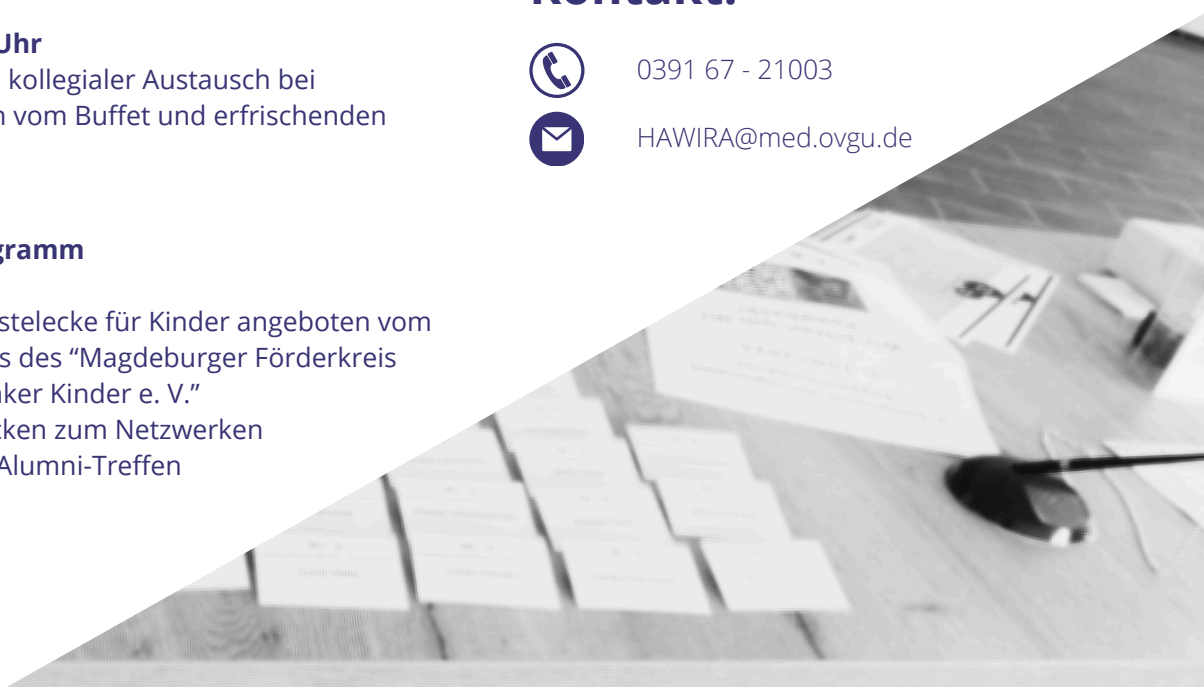 Uhr
kollegialer Austausch bei
vom Buffet und erfrischenden
gramm
stelecke für Kinder angeboten vom
s des “Magdeburger Förderkreis
ker Kinder e. V.”
cken zum Netzwerken
Alumni-Treffen
Kontakt:
0391 67 - 21003
HAWIRA@med.ovgu.de